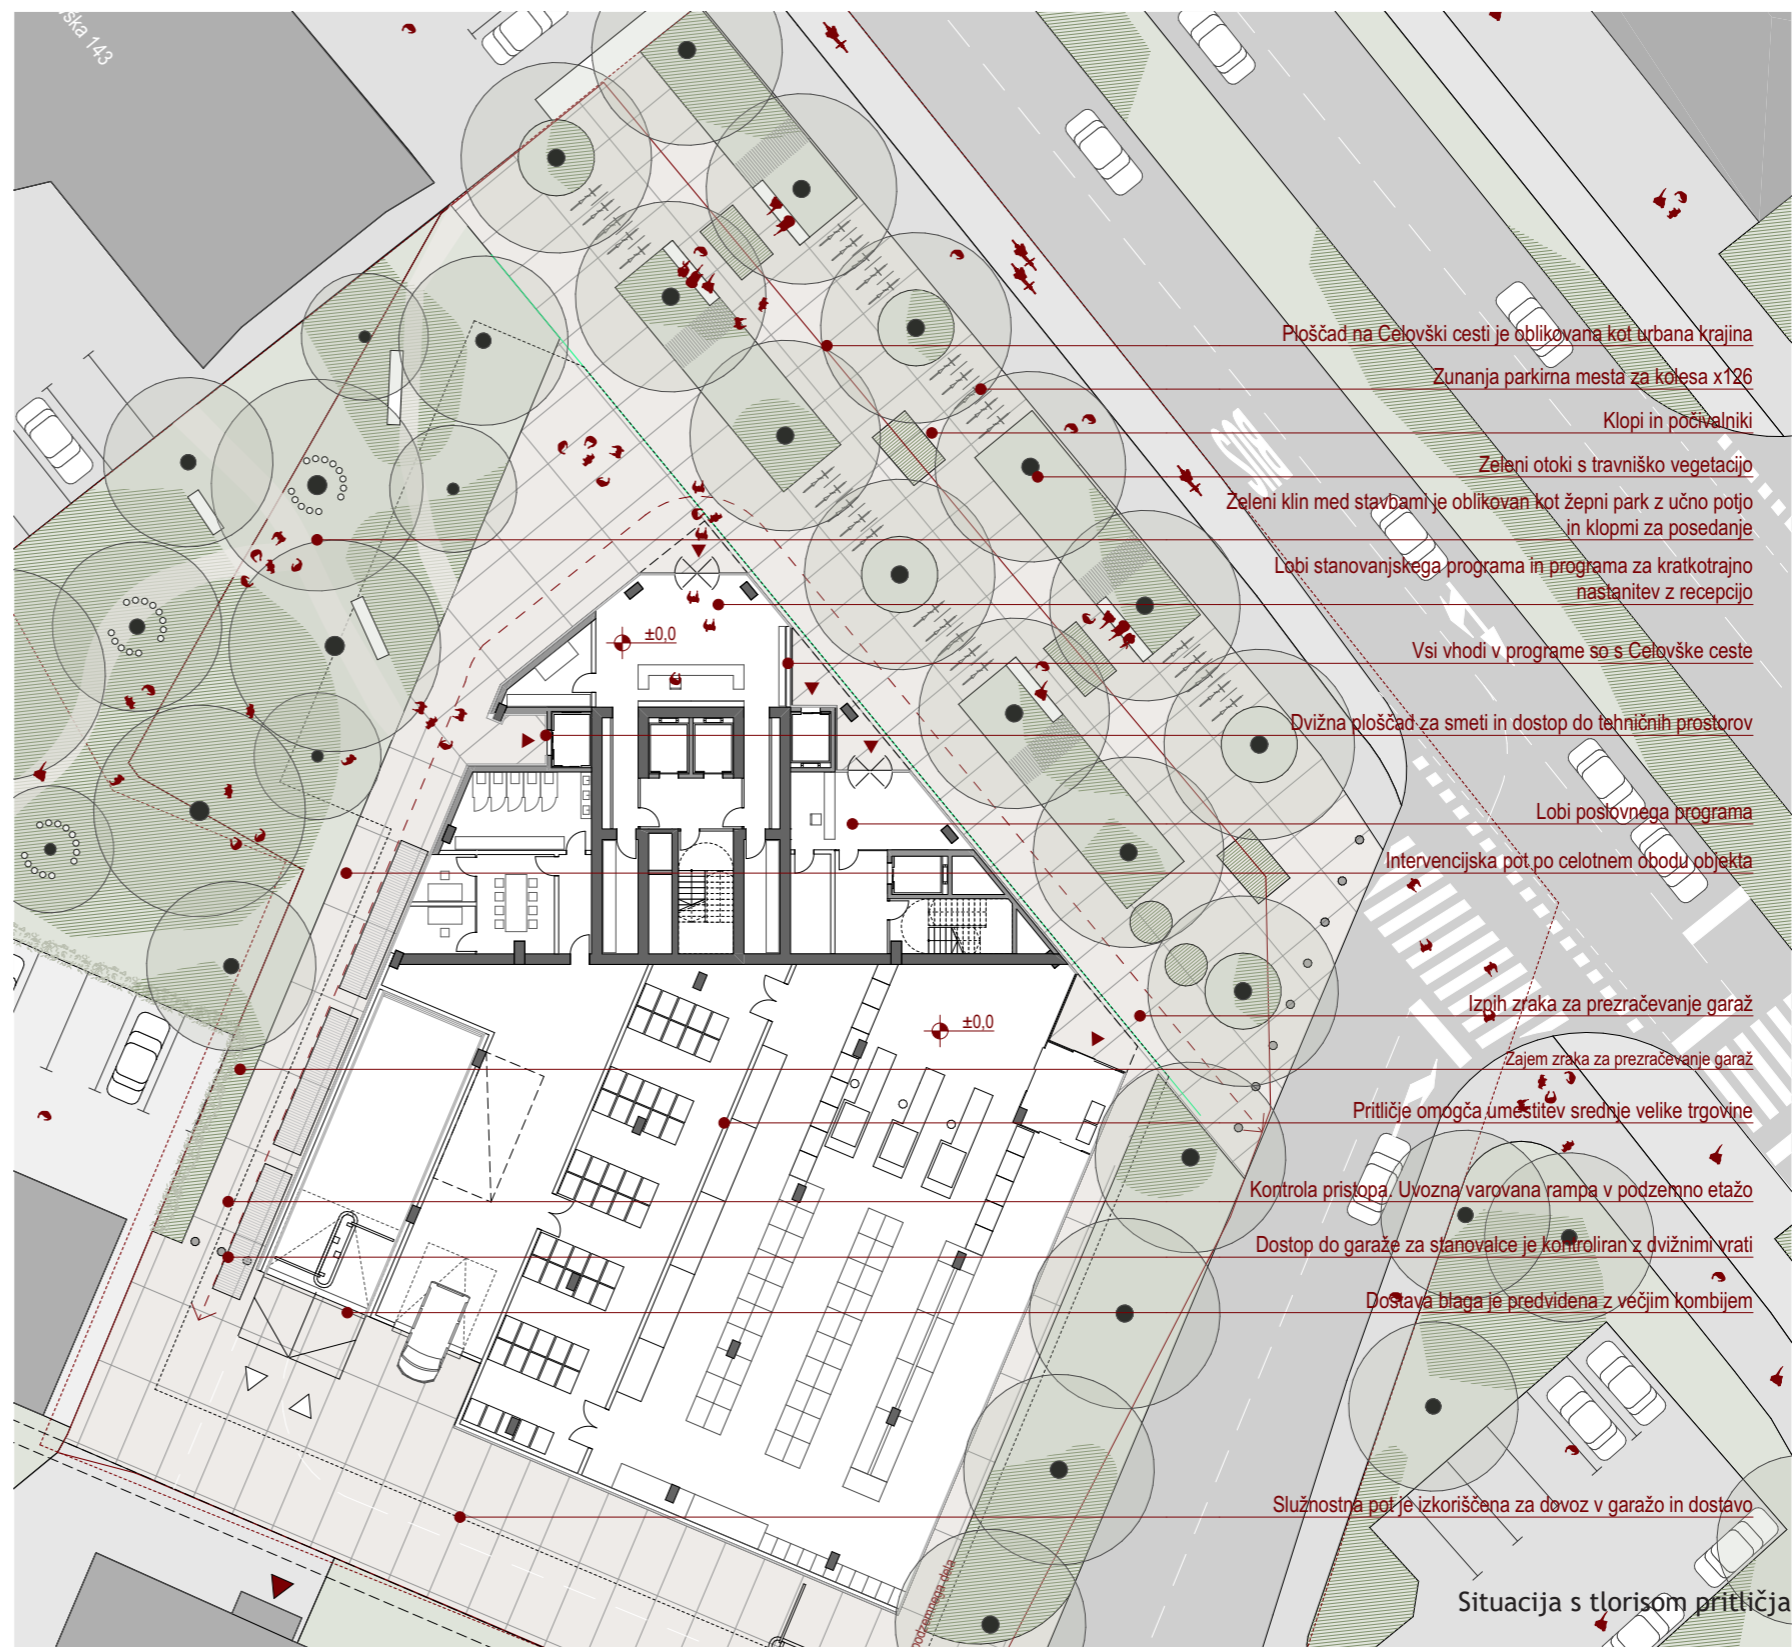 ška 143
Ploščad na Celovški cesti je oblikovana kot urbana krajina
Zunanja parkirna mesta za kolesa x126
Klopi in počivalniki
Zeleni otoki s travniško vegetacijo
Zeleni klin med stavbami je oblikovan kot žepni park z učno potjo
in klopmi za posedanje
Lobi stanovanjskega programa in programa za kratkotrajno
nastanitev z recepcijo
±0,0
Vsi vhodi v programe so s Celovške ceste
Dvižna ploščad za smeti in dostop do tehničnih prostorov
Lobi poslovnega programa
Intervencijska pot po celotnem obodu objekta
Izpih zraka za prezračevanje garaž
±0,0
Zajem zraka za prezračevanje garaž
Pritličje omogča umestitev srednje velike trgovine
Kontrola pristopa. Uvozna varovana rampa v podzemno etažo
Dostop do garaže za stanovalce je kontroliran z dvižnimi vrati
Dostava blaga je predvidena z večjim kombijem
Služnostna pot je izkoriščena za dovoz v garažo in dostavo
podzemnega dela
Situacija s tlorisom pritličja